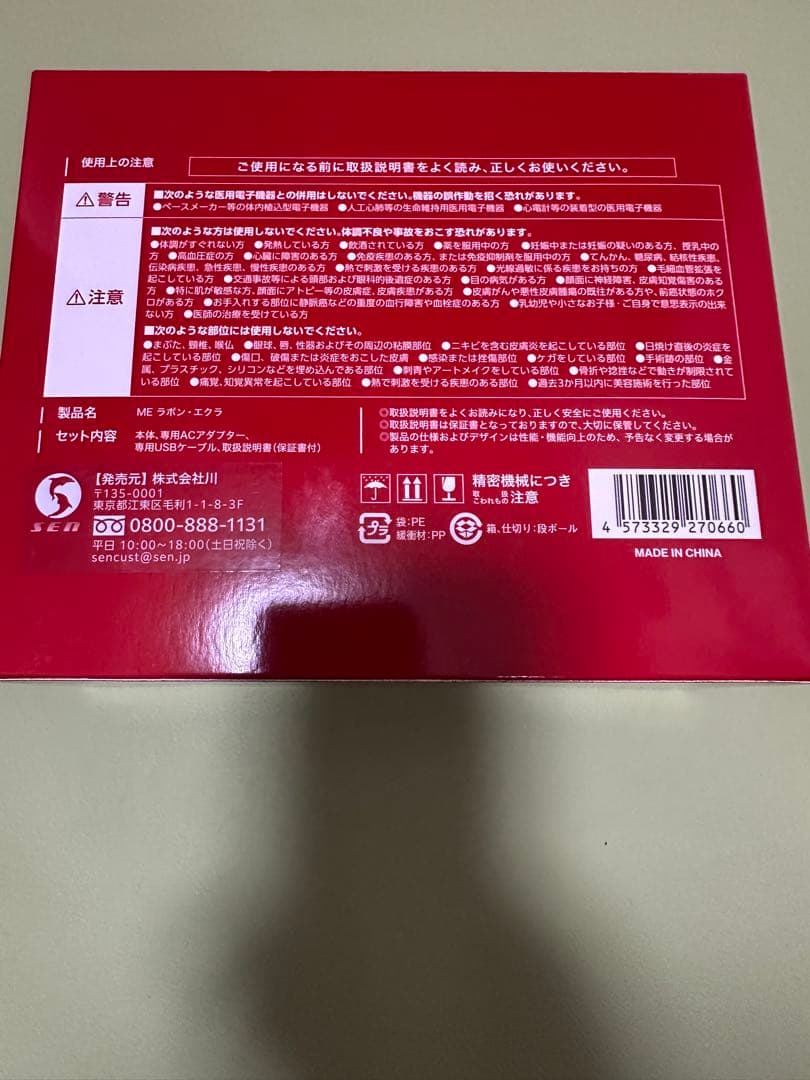 使用上の注意
ご使用になる前に取扱説明書をよく読み、正しくお使いください。
⚠警告
■次のような医用電子機器との併用はしないでください。機器の誤作動を招く恐れがあります。
●ペースメーカー等の体内植込型電子機器 ●人工心肺等の生命維持用医用電子機器 ●心電計等の装着型の医用電子機器
⚠注意
■次のような方は使用しないでください。体調不良や事故をおこす恐れがあります。
●体調がすぐれない方 ●発熱している方 ●飲酒されている方 ●薬を服用中の方 ●妊娠中または妊娠の疑いのある方、授乳中の
方 ●高血圧症の方 ●心臓に障害のある方 ●免疫疾患のある方、または免疫抑制剤を服用中の方 ●てんかん、糖尿病、結核性疾患、
伝染病疾患、急性疾患、慢性疾患のある方 ●熱で刺激を受ける疾患のある方 ●光線過敏に係る疾患をお持ちの方 ●毛細血管拡張を
起こしている方 ●交通事故等による頭部および眼科的後遺症のある方 ●目の病気がある方 ●顔面に神経障害、皮膚知覚傷害のある
方 ●特に肌が敏感な方、顔面にアトピー等の皮膚症、皮膚疾患がある方 ●皮膚がんや悪性皮膚腫瘍の既往がある方や、前癌状態のホク
ロがある方 ●お手入れする部位に静脈癌などの重度の血行障害や血栓症のある方 ●乳幼児や小さなお子様・ご自身で意思表示の出来
ない方 ●医師の治療を受けている方
■次のような部位には使用しないでください。
●まぶた、頸椎、喉仏 ●眼球、唇、性器およびその周辺の粘膜部位 ●ニキビを含む皮膚炎を起こしている部位 ●日焼け直後の炎症を
起こしている部位 ●傷口、破傷または炎症をおこした皮膚 ●感染または挫傷部位 ●ケガをしている部位 ●手術跡の部位 ●金
属、プラスチック、シリコンなどを埋め込んである部位 ●刺青やアートメイクをしている部位 ●骨折や捻挫などで動きが制限されて
いる部位 ●痛覚、知覚異常を起こしている部位 ●熱で刺激を受ける疾患のある部位 ●過去3か月以内に美容施術を行った部位
製品名 ME ラボン・エクラ
セット内容 本体、専用ACアダプター、
専用USBケーブル、取扱説明書(保証書付)
◎取扱説明書をよくお読みになり、正しく安全にご使用ください。
◎取扱説明書は保証書となっておりますので、大切に保管してください。
◎製品の仕様およびデザインは性能・機能向上のため、予告なく変更する場合が
あります。
SEN
【発売元】株式会社川
〒135-0001
東京都江東区毛利1-1-8-3F
0800-888-1131
平日 10:00~18:00(土日祝除く)
sencust@sen.jp
精密機械につき
取扱注意
こわれもの
プラ
袋:PE
緩衝材:PP
箱、仕切り:段ボール
4 573329 270660
MADE IN CHINA